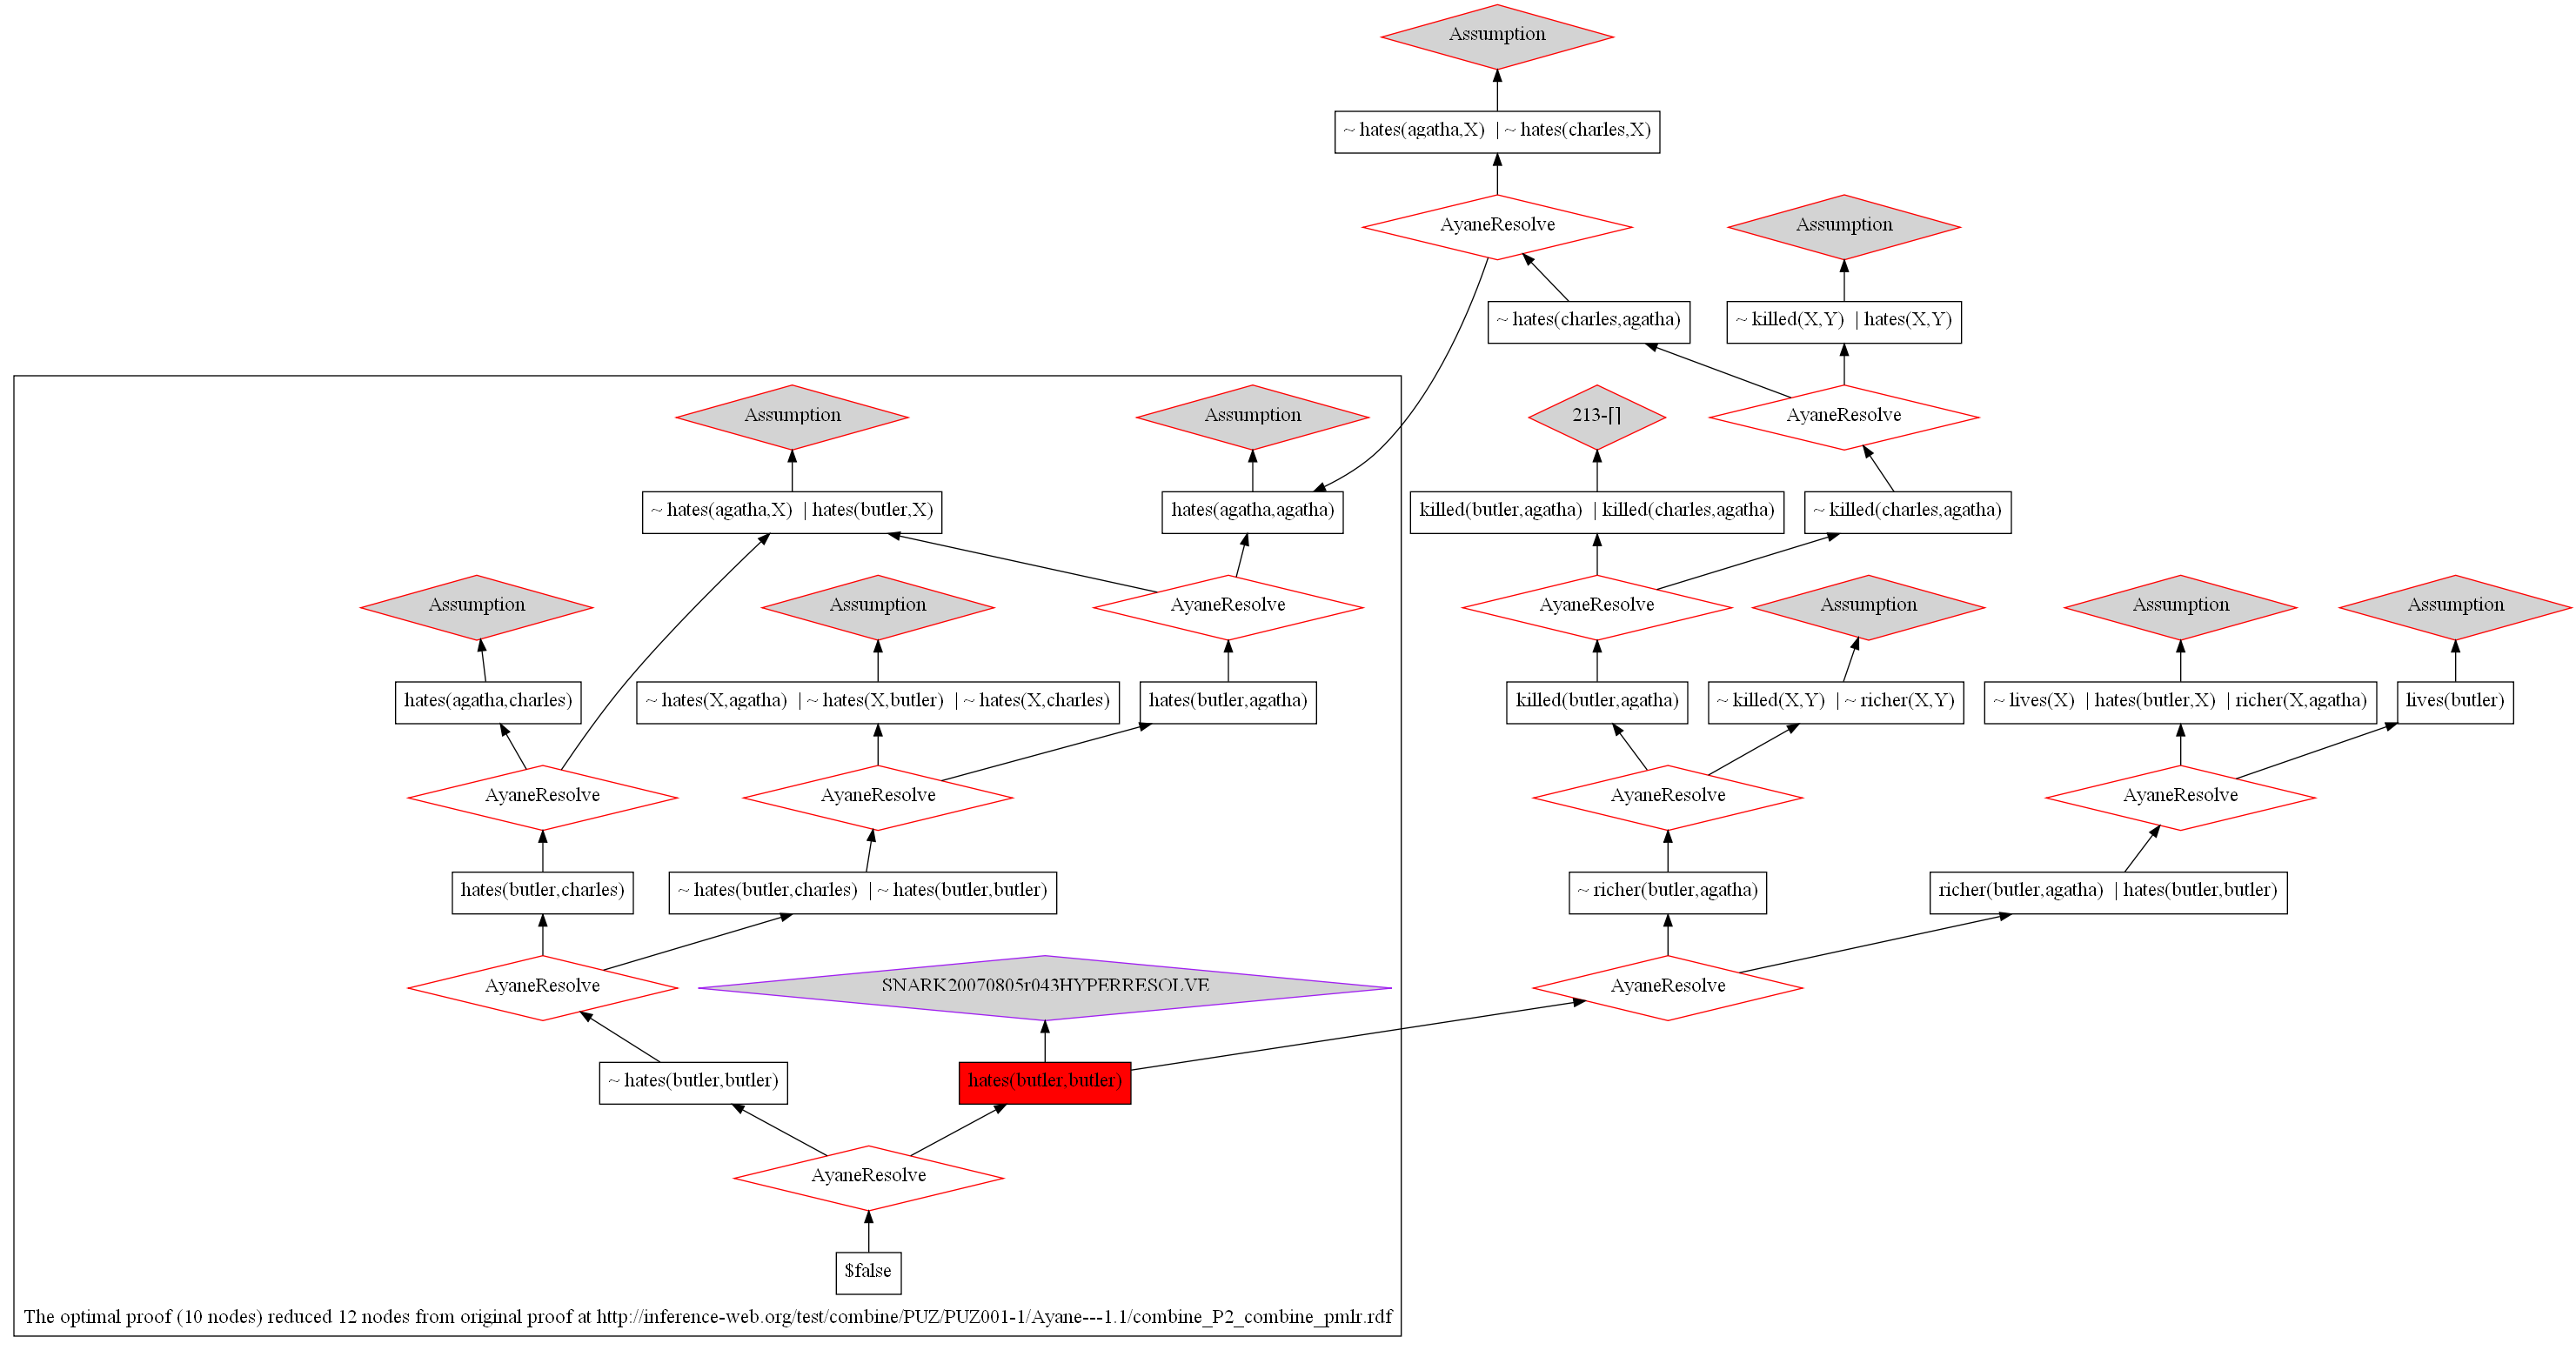 Assumption
~ hates(agatha,X)  | ~ hates(charles,X)
AyaneResolve
Assumption
~ hates(charles,agatha)
~ killed(X,Y)  | hates(X,Y)
Assumption
Assumption
213-[]
AyaneResolve
~ hates(agatha,X)  | hates(butler,X)
hates(agatha,agatha)
killed(butler,agatha)  | killed(charles,agatha)
~ killed(charles,agatha)
Assumption
Assumption
AyaneResolve
AyaneResolve
Assumption
Assumption
Assumption
hates(agatha,charles)
~ hates(X,agatha)  | ~ hates(X,butler)  | ~ hates(X,charles)
hates(butler,agatha)
killed(butler,agatha)
~ killed(X,Y)  | ~ richer(X,Y)
~ lives(X)  | hates(butler,X)  | richer(X,agatha)
lives(butler)
AyaneResolve
AyaneResolve
AyaneResolve
AyaneResolve
hates(butler,charles)
~ hates(butler,charles)  | ~ hates(butler,butler)
~ richer(butler,agatha)
richer(butler,agatha)  | hates(butler,butler)
AyaneResolve
SNARK20070805r043HYPERRESOLVE
AyaneResolve
~ hates(butler,butler)
hates(butler,butler)
AyaneResolve
$false
The optimal proof (10 nodes) reduced 12 nodes from original proof at http://inference-web.org/test/combine/PUZ/PUZ001-1/Ayane---1.1/combine_P2_combine_pmlr.rdf